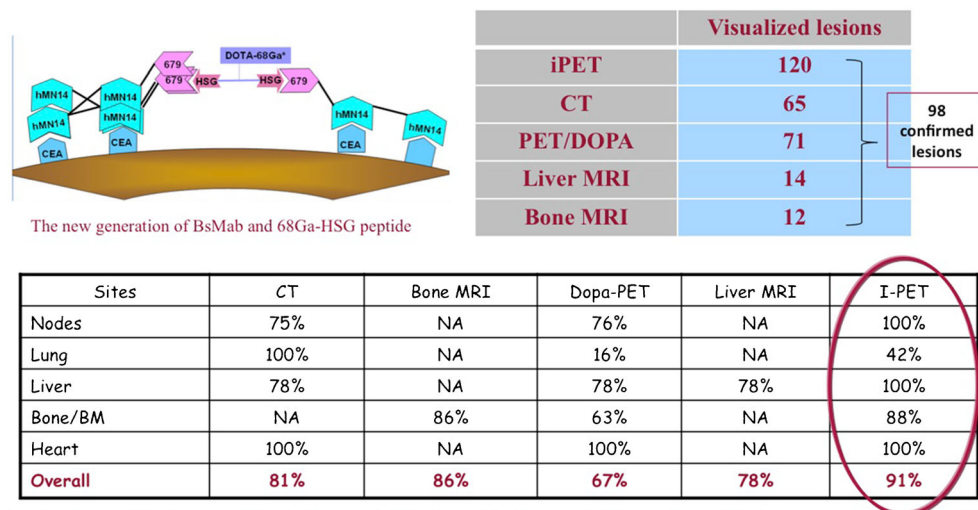 679
679
HSG
DOTA-68Ga*
HSG
679
hMN14
hMN14
hMN14
hMN14
hMN14
hMN14
CEA
CEA
CEA
The new generation of BsMab and 68Ga-HSG peptide
Visualized lesions
iPET 120
CT 65
PET/DOPA 71
Liver MRI 14
Bone MRI 12
98
confirmed
lesions
Sites CT Bone MRI Dopa-PET Liver MRI I-PET
Nodes 75% NA 76% NA 100%
Lung 100% NA 16% NA 42%
Liver 78% NA 78% 78% 100%
Bone/BM NA 86% 63% NA 88%
Heart 100% NA 100% NA 100%
Overall 81% 86% 67% 78% 91%